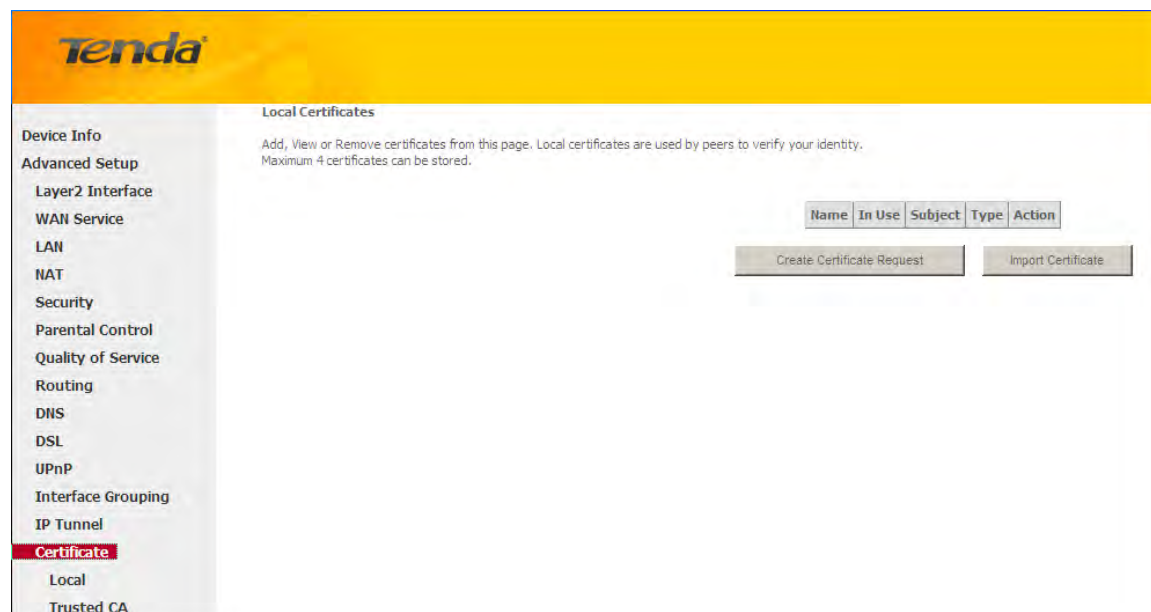 Tenda
Local Certificates
Add, View or Remove certificates from this page. Local certificates are used by peers to verify your identity.
Maximum 4 certificates can be stored.
Name In Use Subject Type Action
Create Certificate Request Import Certificate
Device Info
Advanced Setup
Layer2 Interface
WAN Service
LAN
NAT
Security
Parental Control
Quality of Service
Routing
DNS
DSL
UPnP
Interface Grouping
IP Tunnel
Certificate
Local
Trusted CA